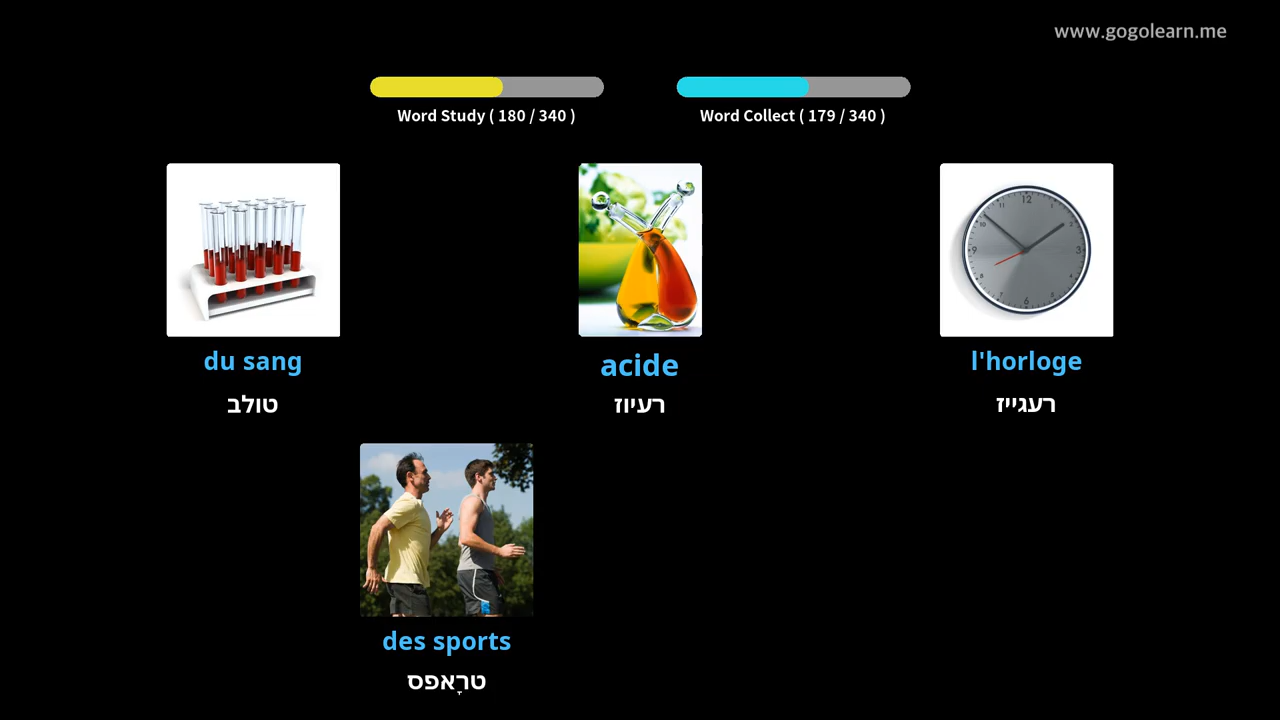 www.gogolearn.me
Word Study ( 180 / 340 )
Word Collect ( 179 / 340 )
du sang
טולב
acide
רעיוז
l'horloge
רעגייז
des sports
טרָאפס